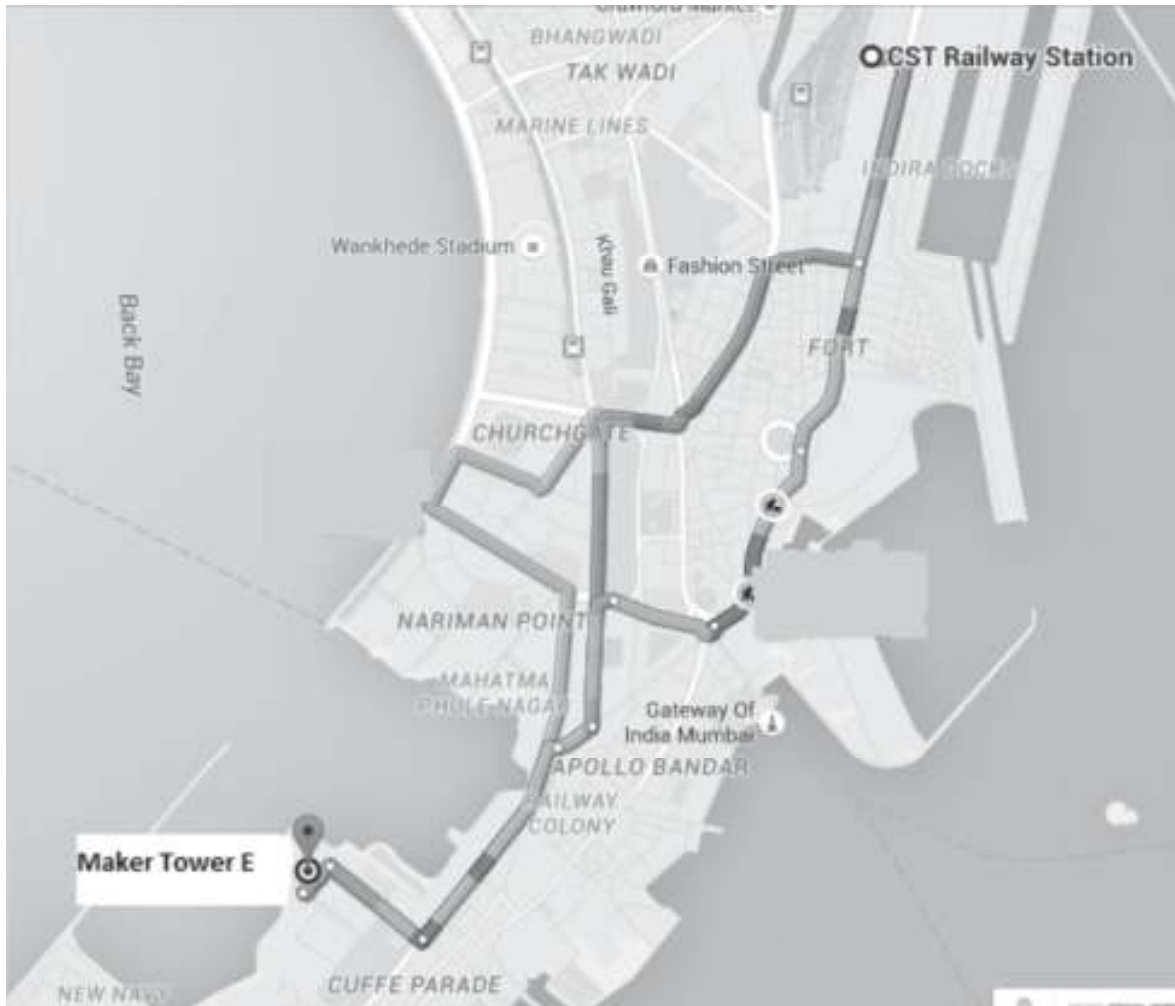 Crawford Market
BHANGWADI
CST Railway Station
TAK WADI
MARINE LINES
INDIRA DOCKS
Wankhede Stadium
Khau Gali
Fashion Street
Back Bay
FORT
CHURCHGATE
NARIMAN POINT
MAHATMA
PHULE NAGAR
Gateway Of
India Mumbai
APOLLO BANDAR
RAILWAY
COLONY
Maker Tower E
CUFFE PARADE
NEW NAVY